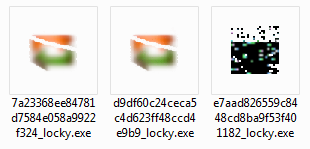 7a23368ee84781
d7584e058a9922
f324_locky.exe
d9df60c24ceca5
c4d623ff48ccd4
e9b9_locky.exe
e7aad826559c84
48cd8ba9f53f40
1182_locky.exe